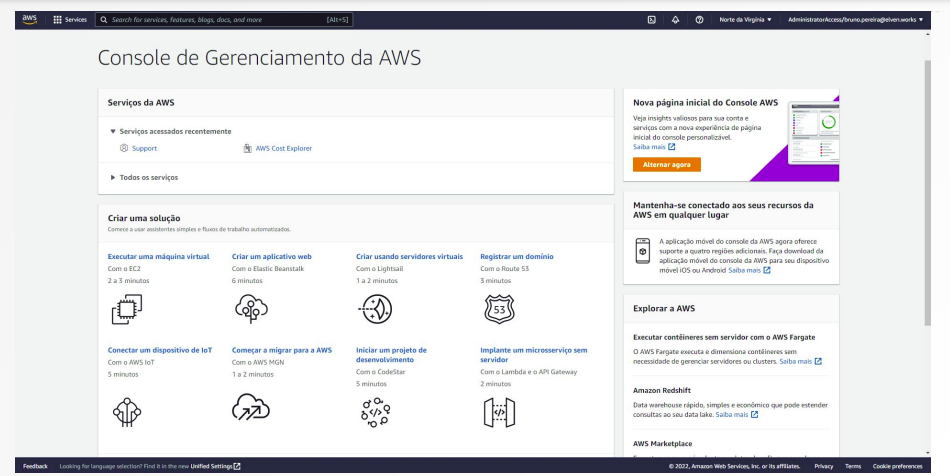 aws
Services
Search for services, features, blogs, docs, and more
[Alt+S]
Norte da Virgínia ▼
AdministratorAccess/bruno.pereira@elven.works ▼
Console de Gerenciamento da AWS
Serviços da AWS
▼ Serviços acessados recentemente
Support
AWS Cost Explorer
▶ Todos os serviços
Criar uma solução
Comece a usar assistentes simples e fluxos de trabalho automatizados.
Executar uma máquina virtual
Com o EC2
2 a 3 minutos
Criar um aplicativo web
Com o Elastic Beanstalk
6 minutos
Criar usando servidores virtuais
Com o Lightsail
1 a 2 minutos
Registrar um domínio
Com o Route 53
3 minutos
53
Conectar um dispositivo de IoT
Com o AWS IoT
5 minutos
Começar a migrar para a AWS
Com o AWS MGN
1 a 2 minutos
Iniciar um projeto de
desenvolvimento
Com o CodeStar
5 minutos
Implante um microsserviço sem
servidor
Com o Lambda e o API Gateway
2 minutos
Nova página inicial do Console AWS
Veja insights valiosos para sua conta e
serviços com a nova experiência de página
inicial do console personalizável.
Saiba mais
Alternar agora
Mantenha-se conectado aos seus recursos da
AWS em qualquer lugar
A aplicação móvel do console da AWS agora oferece
suporte a quatro regiões adicionais. Faça download da
aplicação móvel do console da AWS para seu dispositivo
móvel iOS ou Android Saiba mais
Explorar a AWS
Executar contêineres sem servidor com o AWS Fargate
O AWS Fargate executa e dimensiona contêineres sem
necessidade de gerenciar servidores ou clusters. Saiba mais
Amazon Redshift
Data warehouse rápido, simples e econômico que pode estender
consultas ao seu data lake. Saiba mais
AWS Marketplace
Feedback
Looking for language selection? Find it in the new Unified Settings
© 2022, Amazon Web Services, Inc. or its affiliates.
Privacy
Terms
Cookie preferences